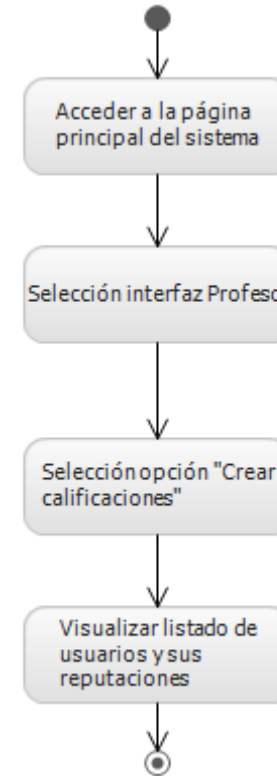 Acceder a la página
principal del sistema
Selección interfaz Profeso
Selección opción "Crear
calificaciones"
Visualizar listado de
usuarios y sus
reputaciones